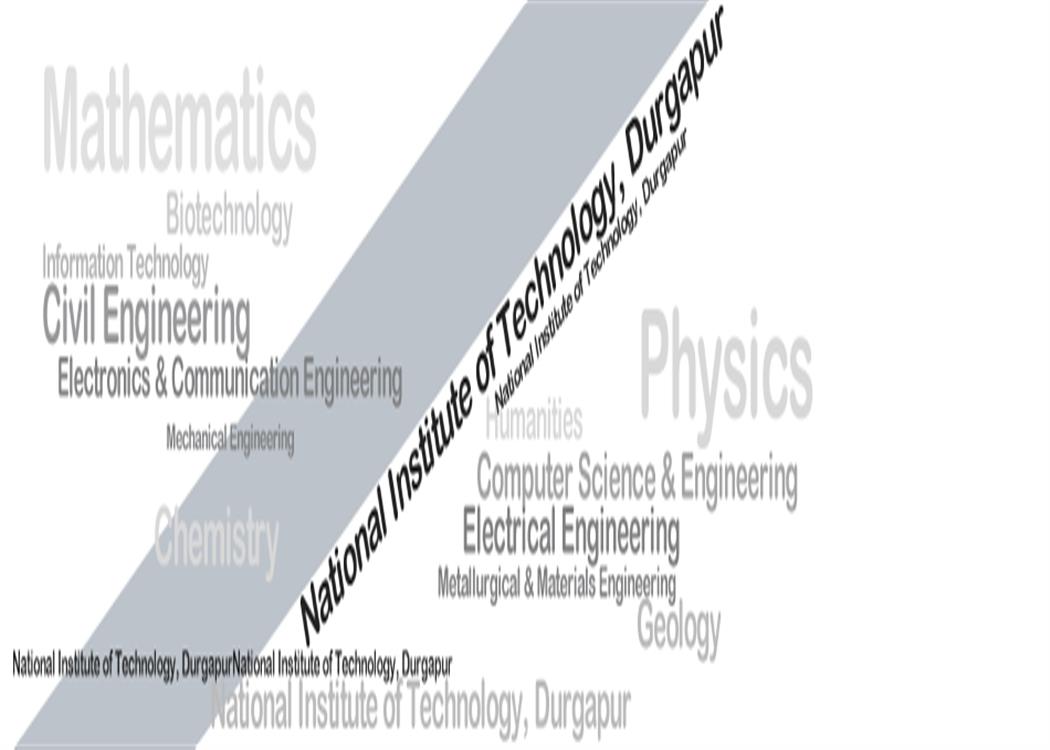 Mathematics
Biotechnology
Information Technology
Civil Engineering
Electronics & Communication Engineering
Mechanical Engineering
Chemistry
National Institute of Technology, Durgapur
National Institute of Technology, Durgapur
Physics
Humanities
Computer Science & Engineering
Electrical Engineering
Metallurgical & Materials Engineering
Geology
National Institute of Technology, DurgapurNational Institute of Technology, Durgapur
National Institute of Technology, Durgapur